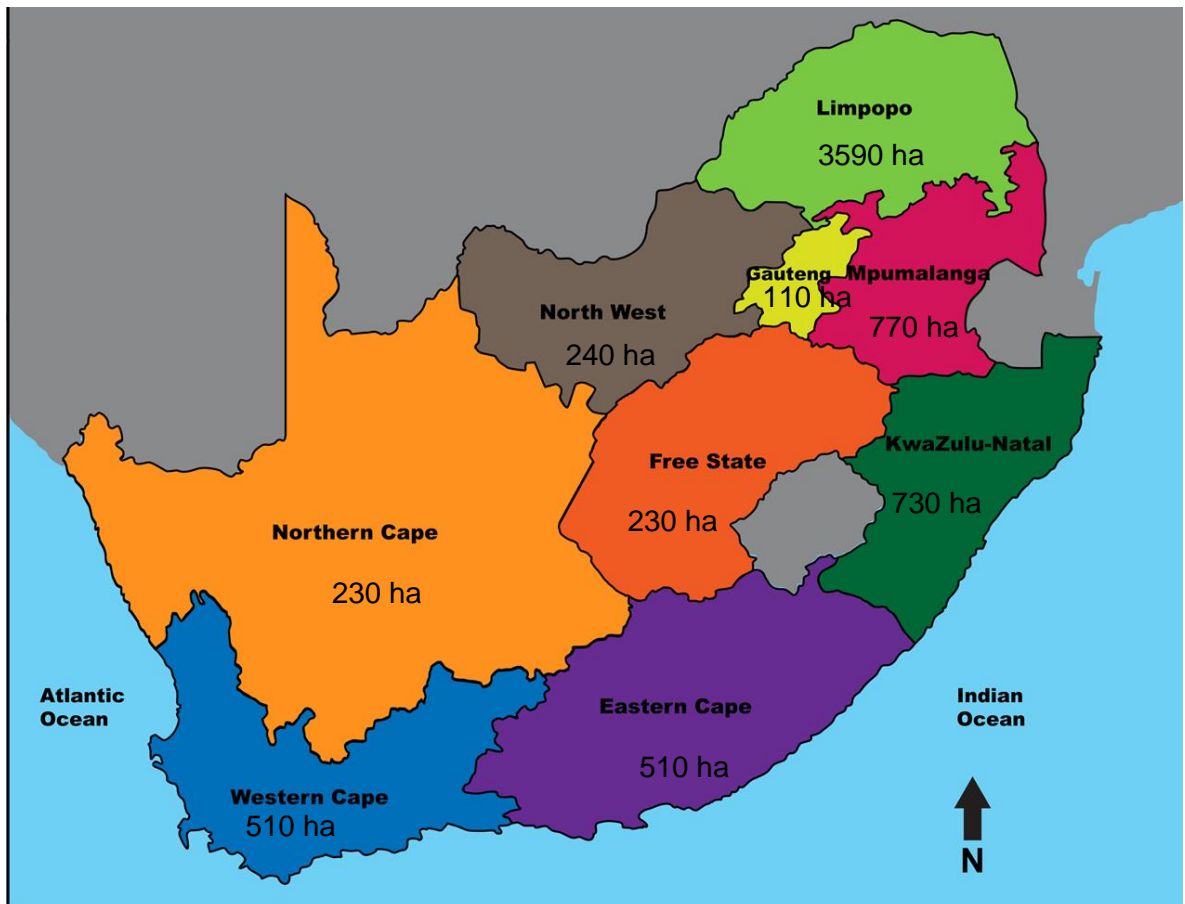 Limpopo
3590 ha
Gauteng
110 ha
Mpumalanga
770 ha
North West
240 ha
KwaZulu-Natal
730 ha
Free State
230 ha
Northern Cape
230 ha
Atlantic
Ocean
Eastern Cape
510 ha
Indian
Ocean
Western Cape
510 ha
N